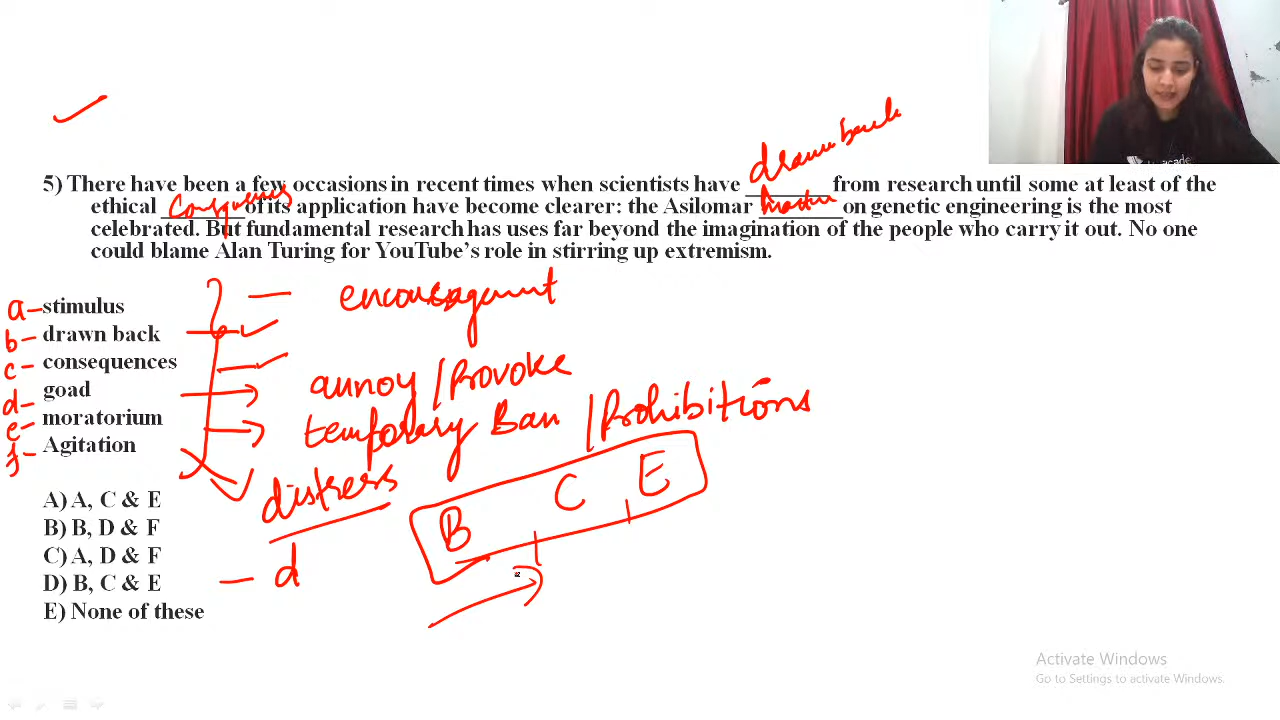 drawn back
5) There have been a few occasions in recent times when scientists have ________ from research until some at least of the
ethical consequences of its application have become clearer: the Asilomar ________ on genetic engineering is the most
celebrated. But fundamental research has uses far beyond the imagination of the people who carry it out. No one
could blame Alan Turing for YouTube's role in stirring up extremism.
a- stimulus encouragement
b- drawn back
c- consequences
d- goad annoy/Provoke
e- moratorium temporary Ban/Prohibitions
f- Agitation distress
A) A, C & E
B) B, D & F
C) A, D & F
D) B, C & E - d
E) None of these
B C E
Activate Windows
Go to Settings to activate Windows.